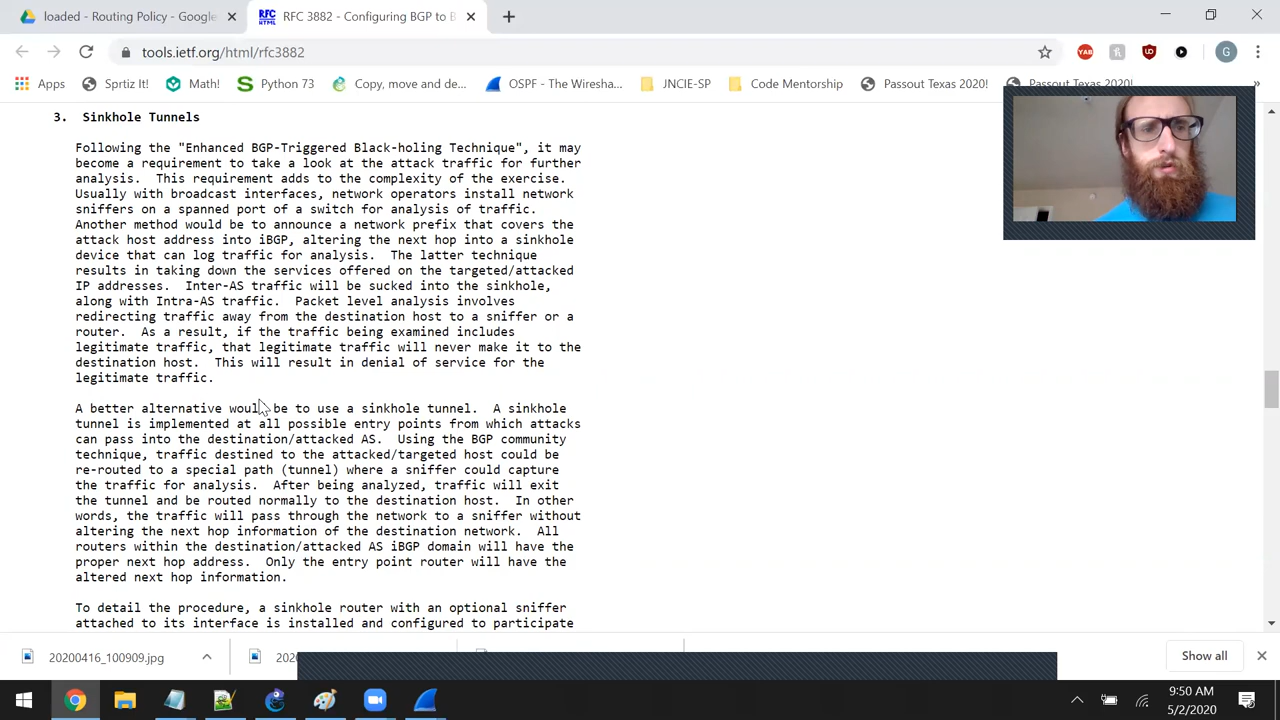 loaded - Routing Policy - Google
RFC 3882 - Configuring BGP to B
tools.ietf.org/html/rfc3882
G
Apps
Sprtiz It!
Math!
Python 73
Copy, move and de...
OSPF - The Wiresha...
JNCIE-SP
Code Mentorship
Passout Texas 2020!
Passout Texas 2020!
3. Sinkhole Tunnels
Following the "Enhanced BGP-Triggered Black-holing Technique", it may
become a requirement to take a look at the attack traffic for further
analysis. This requirement adds to the complexity of the exercise.
Usually with broadcast interfaces, network operators install network
sniffers on a spanned port of a switch for analysis of traffic.
Another method would be to announce a network prefix that covers the
attack host address into iBGP, altering the next hop into a sinkhole
device that can log traffic for analysis. The latter technique
results in taking down the services offered on the targeted/attacked
IP addresses. Inter-AS traffic will be sucked into the sinkhole,
along with Intra-AS traffic. Packet level analysis involves
redirecting traffic away from the destination host to a sniffer or a
router. As a result, if the traffic being examined includes
legitimate traffic, that legitimate traffic will never make it to the
destination host. This will result in denial of service for the
legitimate traffic.
A better alternative would be to use a sinkhole tunnel. A sinkhole
tunnel is implemented at all possible entry points from which attacks
can pass into the destination/attacked AS. Using the BGP community
technique, traffic destined to the attacked/targeted host could be
re-routed to a special path (tunnel) where a sniffer could capture
the traffic for analysis. After being analyzed, traffic will exit
the tunnel and be routed normally to the destination host. In other
words, the traffic will pass through the network to a sniffer without
altering the next hop information of the destination network. All
routers within the destination/attacked AS iBGP domain will have the
proper next hop address. Only the entry point router will have the
altered next hop information.
To detail the procedure, a sinkhole router with an optional sniffer
attached to its interface is installed and configured to participate
20200416_100909.jpg
Show all
9:50 AM
5/2/2020